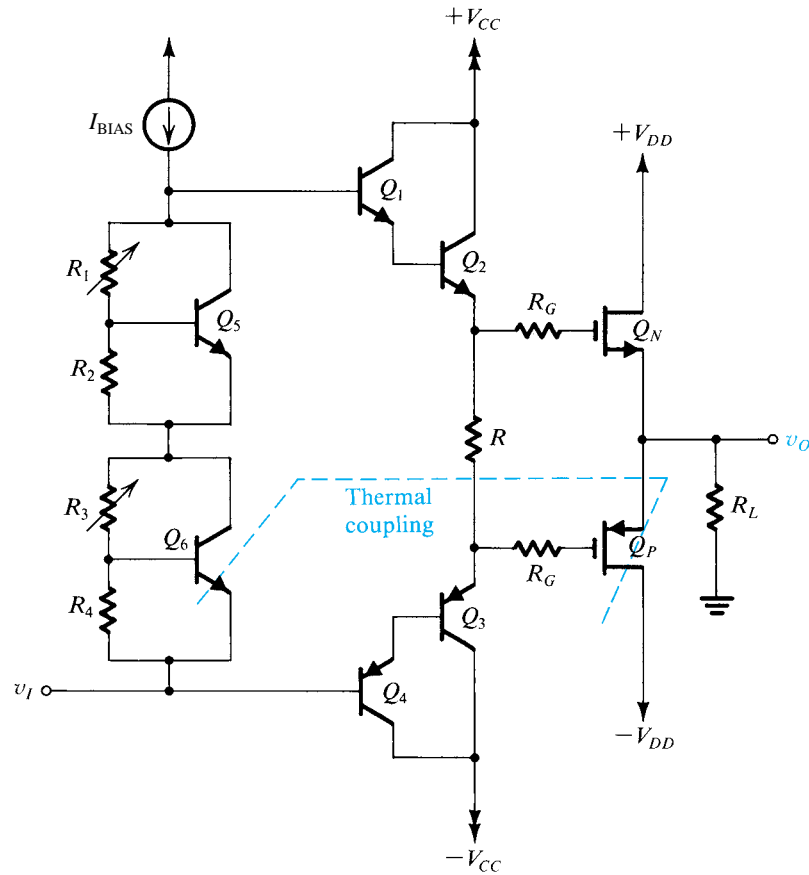 +V_CC
I_BIAS
+V_DD
Q_1
Q_2
R_1
Q_5
R_G
Q_N
R_2
R
v_O
Thermal
coupling
R_3
Q_6
R_L
R_G
Q_P
R_4
Q_3
v_I
Q_4
−V_DD
−V_CC